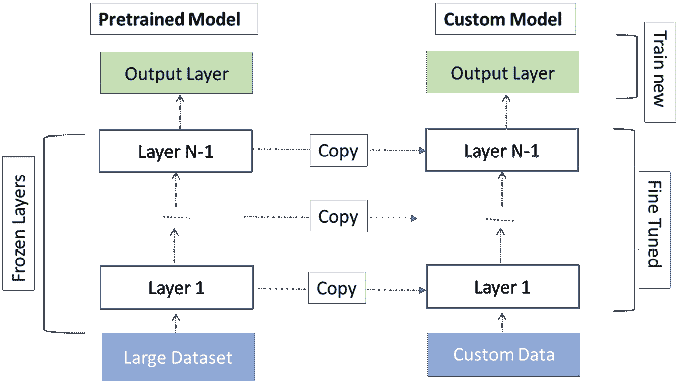 Pretrained Model
Custom Model
Output Layer
Output Layer
Train new
Layer N-1
Copy
Layer N-1
Frozen Layers
Copy
Fine Tuned
Layer 1
Copy
Layer 1
Large Dataset
Custom Data